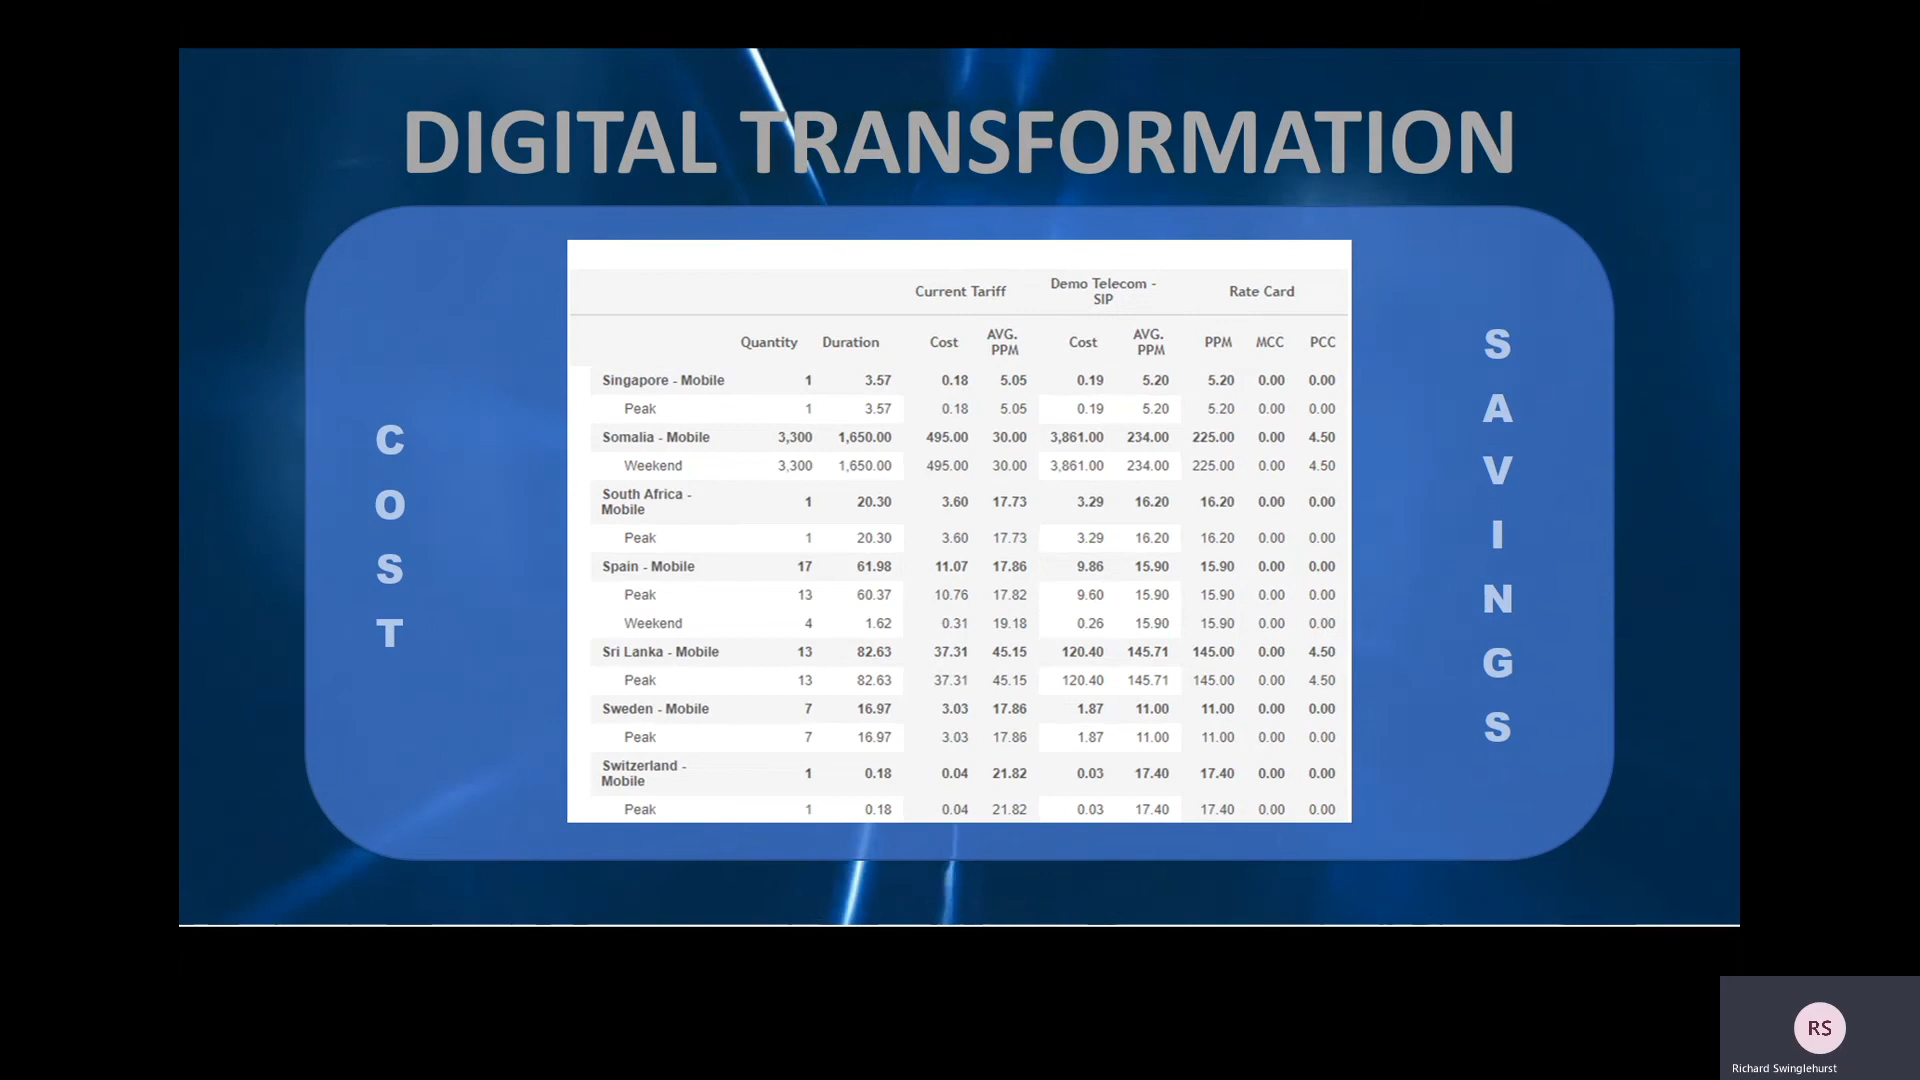 DIGITAL TRANSFORMATION
C
O
S
T
Current Tariff Demo Telecom - SIP Rate Card
Quantity Duration Cost AVG. PPM Cost AVG. PPM PPM MCC PCC
Singapore - Mobile 1 3.57 0.18 5.05 0.19 5.20 5.20 0.00 0.00
Peak 1 3.57 0.18 5.05 0.19 5.20 5.20 0.00 0.00
Somalia - Mobile 3,300 1,650.00 495.00 30.00 3,861.00 234.00 225.00 0.00 4.50
Weekend 3,300 1,650.00 495.00 30.00 3,861.00 234.00 225.00 0.00 4.50
South Africa - Mobile 1 20.30 3.60 17.73 3.29 16.20 16.20 0.00 0.00
Peak 1 20.30 3.60 17.73 3.29 16.20 16.20 0.00 0.00
Spain - Mobile 17 61.98 11.07 17.86 9.86 15.90 15.90 0.00 0.00
Peak 13 60.37 10.76 17.82 9.60 15.90 15.90 0.00 0.00
Weekend 4 1.62 0.31 19.18 0.26 15.90 15.90 0.00 0.00
Sri Lanka - Mobile 13 82.63 37.31 45.15 120.40 145.71 145.00 0.00 4.50
Peak 13 82.63 37.31 45.15 120.40 145.71 145.00 0.00 4.50
Sweden - Mobile 7 16.97 3.03 17.86 1.87 11.00 11.00 0.00 0.00
Peak 7 16.97 3.03 17.86 1.87 11.00 11.00 0.00 0.00
Switzerland - Mobile 1 0.18 0.04 21.82 0.03 17.40 17.40 0.00 0.00
Peak 1 0.18 0.04 21.82 0.03 17.40 17.40 0.00 0.00
S
A
V
I
N
G
S
RS
Richard Swinglehurst